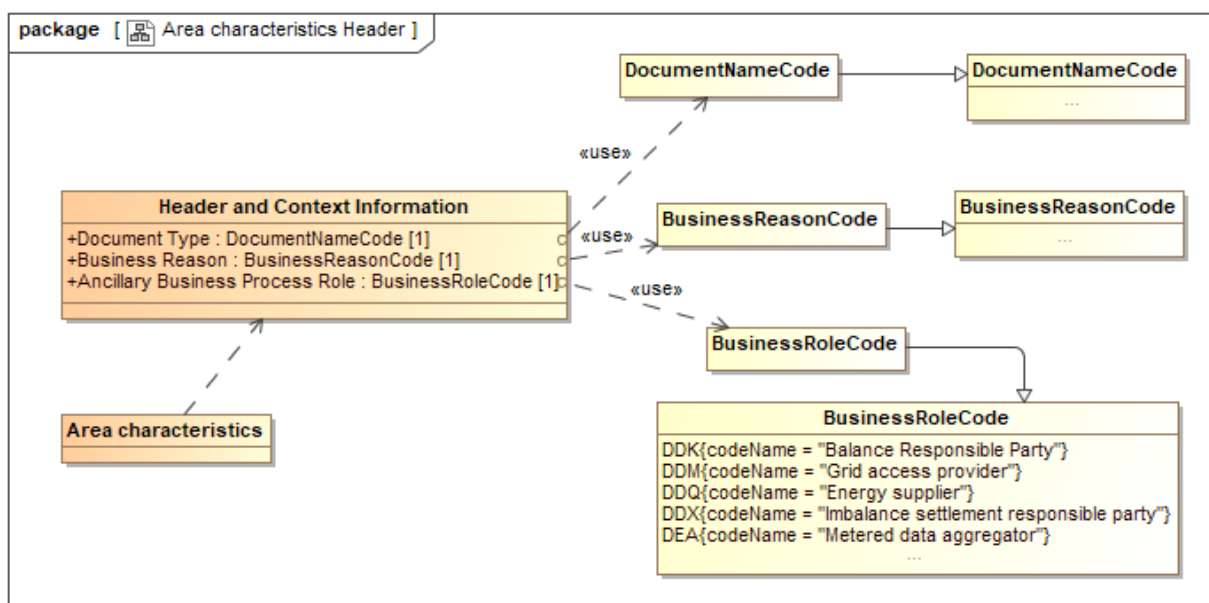 package [ Area characteristics Header ]
DocumentNameCode
DocumentNameCode
...
«use»
Header and Context Information
+Document Type : DocumentNameCode [1]
+Business Reason : BusinessReasonCode [1]
+Ancillary Business Process Role : BusinessRoleCode [1]
«use»
BusinessReasonCode
BusinessReasonCode
...
«use»
BusinessRoleCode
Area characteristics
BusinessRoleCode
DDK{codeName = "Balance Responsible Party"}
DDM{codeName = "Grid access provider"}
DDQ{codeName = "Energy supplier"}
DDX{codeName = "Imbalance settlement responsible party"}
DEA{codeName = "Metered data aggregator"}
...